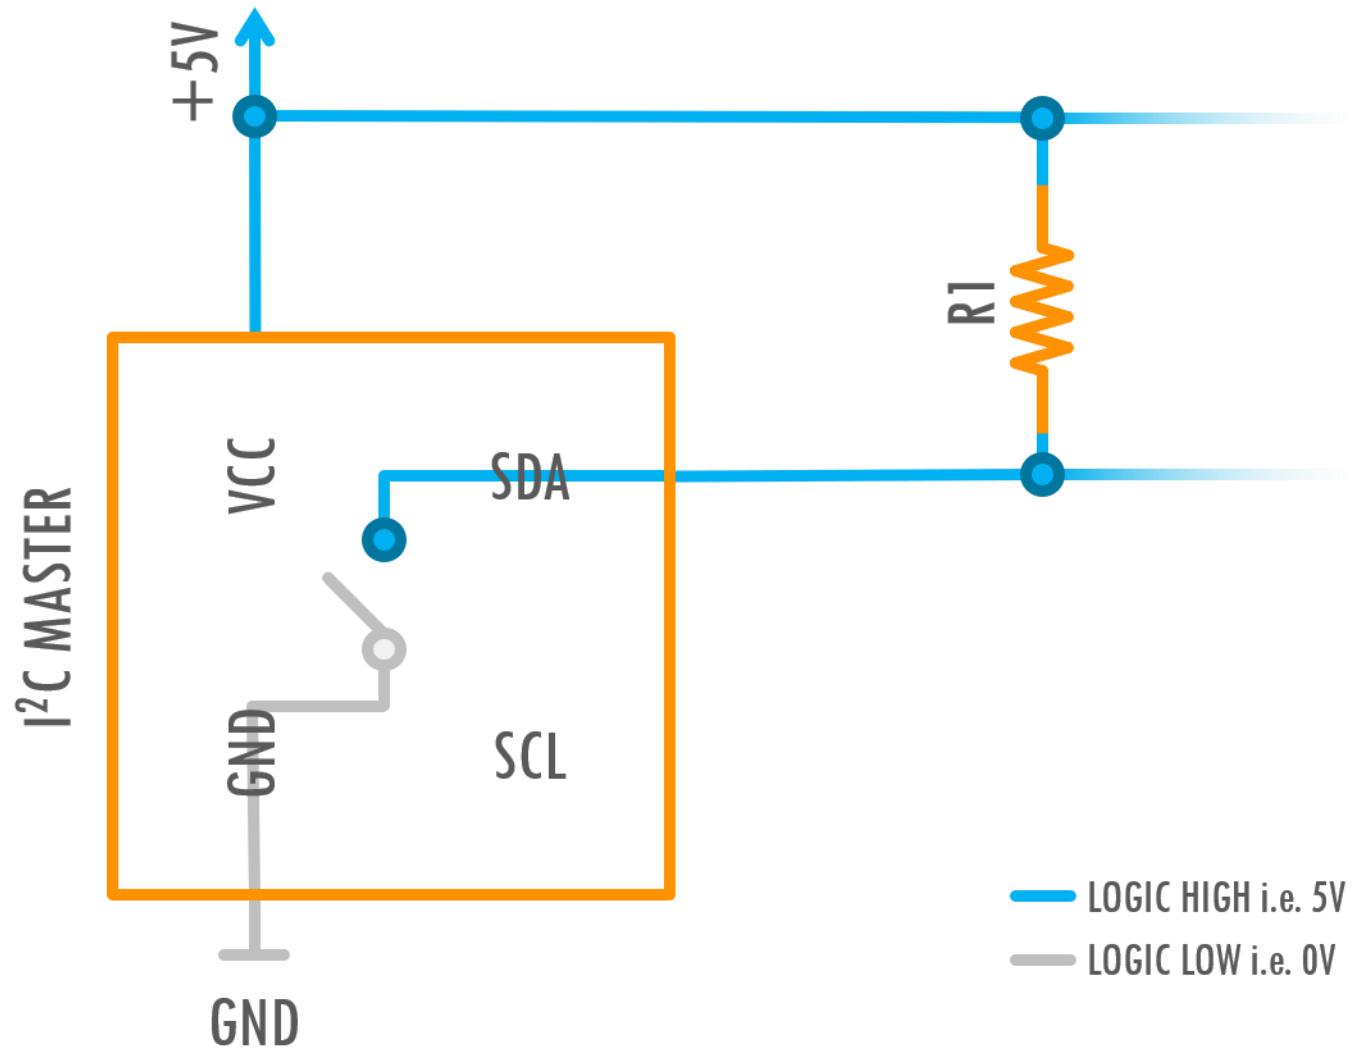 +5V
R1
VCC
SDA
I²C MASTER
GND
SCL
LOGIC HIGH i.e. 5V
LOGIC LOW i.e. 0V
GND